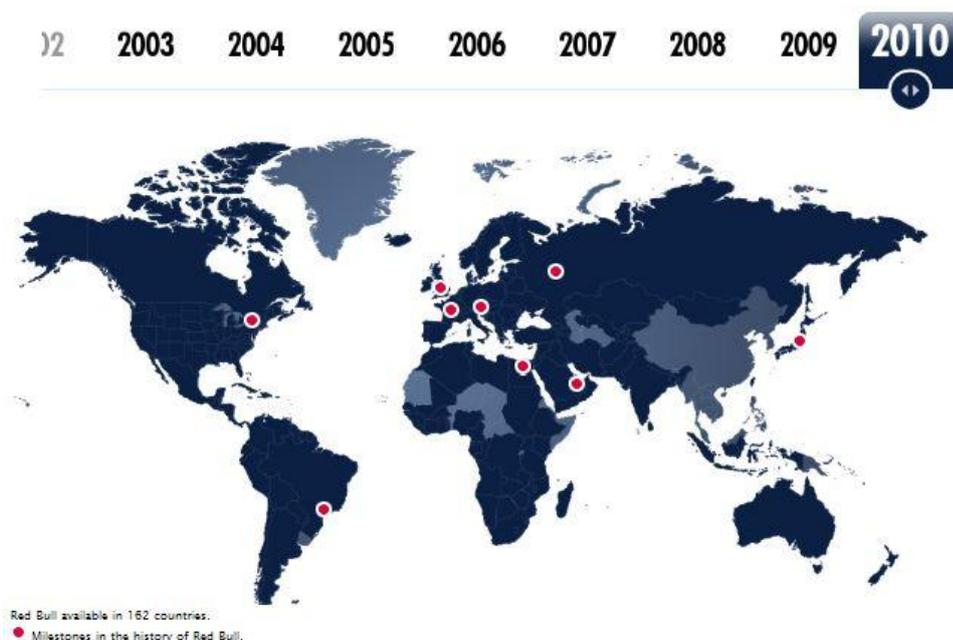 2003 2004 2005 2006 2007 2008 2009 2010
Red Bull available in 162 countries.
Milestones in the history of Red Bull.